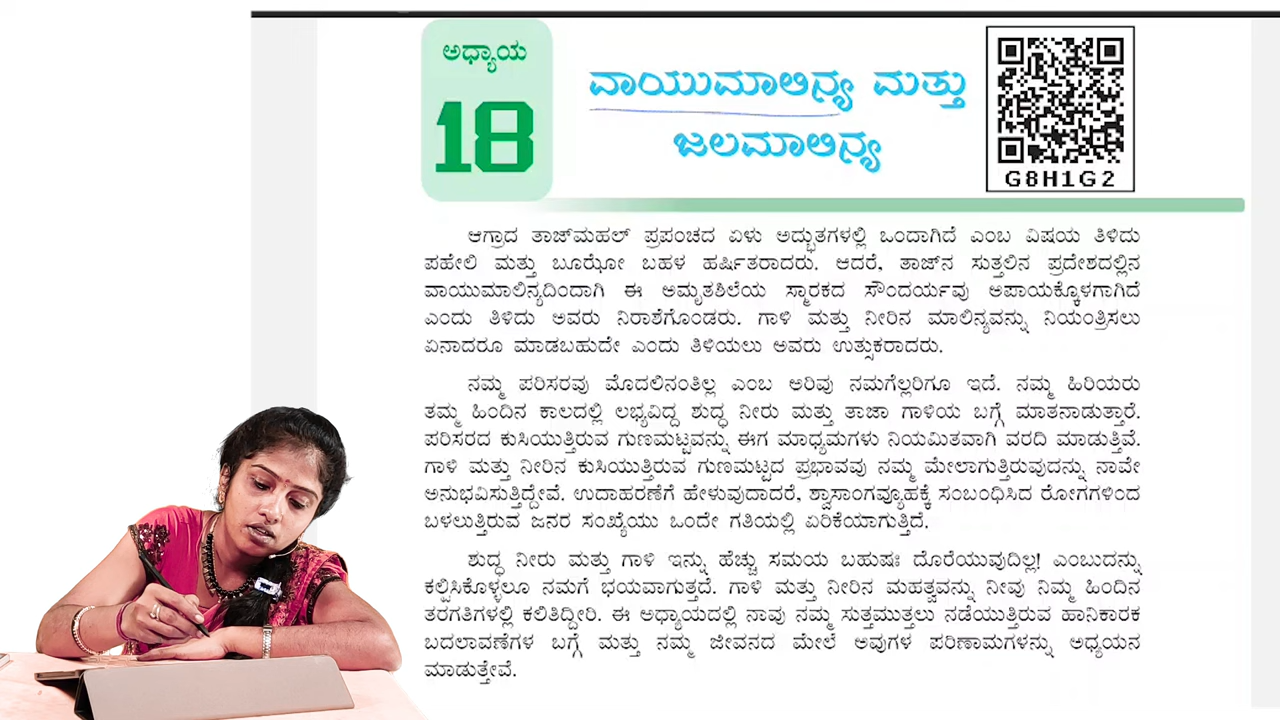 ಅಧ್ಯಾಯ
18
ವಾಯುಮಾಲಿನ್ಯ ಮತ್ತು
ಜಲಮಾಲಿನ್ಯ
G8H1G2
ಆಗ್ರಾದ ತಾಜ್‌ಮಹಲ್ ಪ್ರಪಂಚದ ಏಳು ಅದ್ಭುತಗಳಲ್ಲಿ ಒಂದಾಗಿದೆ ಎಂಬ ವಿಷಯ ತಿಳಿದು
ಪಹೇಲಿ ಮತ್ತು ಬೂಝೋ ಬಹಳ ಹರ್ಷಿತರಾದರು. ಆದರೆ, ತಾಜ್‌ನ ಸುತ್ತಲಿನ ಪ್ರದೇಶದಲ್ಲಿನ
ವಾಯುಮಾಲಿನ್ಯದಿಂದಾಗಿ ಈ ಅಮೃತಶಿಲೆಯ ಸ್ಮಾರಕದ ಸೌಂದರ್ಯವು ಅಪಾಯಕ್ಕೊಳಗಾಗಿದೆ
ಎಂದು ತಿಳಿದು ಅವರು ನಿರಾಶೆಗೊಂಡರು. ಗಾಳಿ ಮತ್ತು ನೀರಿನ ಮಾಲಿನ್ಯವನ್ನು ನಿಯಂತ್ರಿಸಲು
ಏನಾದರೂ ಮಾಡಬಹುದೇ ಎಂದು ತಿಳಿಯಲು ಅವರು ಉತ್ಸುಕರಾದರು.
ನಮ್ಮ ಪರಿಸರವು ಮೊದಲಿನಂತಿಲ್ಲ ಎಂಬ ಅರಿವು ನಮಗೆಲ್ಲರಿಗೂ ಇದೆ. ನಮ್ಮ ಹಿರಿಯರು
ತಮ್ಮ ಹಿಂದಿನ ಕಾಲದಲ್ಲಿ ಲಭ್ಯವಿದ್ದ ಶುದ್ಧ ನೀರು ಮತ್ತು ತಾಜಾ ಗಾಳಿಯ ಬಗ್ಗೆ ಮಾತನಾಡುತ್ತಾರೆ.
ಪರಿಸರದ ಕುಸಿಯುತ್ತಿರುವ ಗುಣಮಟ್ಟವನ್ನು ಈಗ ಮಾಧ್ಯಮಗಳು ನಿಯಮಿತವಾಗಿ ವರದಿ ಮಾಡುತ್ತಿವೆ.
ಗಾಳಿ ಮತ್ತು ನೀರಿನ ಕುಸಿಯುತ್ತಿರುವ ಗುಣಮಟ್ಟದ ಪ್ರಭಾವವು ನಮ್ಮ ಮೇಲಾಗುತ್ತಿರುವುದನ್ನು ನಾವೇ
ಅನುಭವಿಸುತ್ತಿದ್ದೇವೆ. ಉದಾಹರಣೆಗೆ ಹೇಳುವುದಾದರೆ, ಶ್ವಾಸಾಂಗವ್ಯೂಹಕ್ಕೆ ಸಂಬಂಧಿಸಿದ ರೋಗಗಳಿಂದ
ಬಳಲುತ್ತಿರುವ ಜನರ ಸಂಖ್ಯೆಯು ಒಂದೇ ಗತಿಯಲ್ಲಿ ಏರಿಕೆಯಾಗುತ್ತಿದೆ.
ಶುದ್ಧ ನೀರು ಮತ್ತು ಗಾಳಿ ಇನ್ನು ಹೆಚ್ಚು ಸಮಯ ಬಹುಷಃ ದೊರೆಯುವುದಿಲ್ಲ! ಎಂಬುದನ್ನು
ಕಲ್ಪಿಸಿಕೊಳ್ಳಲೂ ನಮಗೆ ಭಯವಾಗುತ್ತದೆ. ಗಾಳಿ ಮತ್ತು ನೀರಿನ ಮಹತ್ವವನ್ನು ನೀವು ನಿಮ್ಮ ಹಿಂದಿನ
ತರಗತಿಗಳಲ್ಲಿ ಕಲಿತಿದ್ದೀರಿ. ಈ ಅಧ್ಯಾಯದಲ್ಲಿ ನಾವು ನಮ್ಮ ಸುತ್ತಮುತ್ತಲು ನಡೆಯುತ್ತಿರುವ ಹಾನಿಕಾರಕ
ಬದಲಾವಣೆಗಳ ಬಗ್ಗೆ ಮತ್ತು ನಮ್ಮ ಜೀವನದ ಮೇಲೆ ಅವುಗಳ ಪರಿಣಾಮಗಳನ್ನು ಅಧ್ಯಯನ
ಮಾಡುತ್ತೇವೆ.